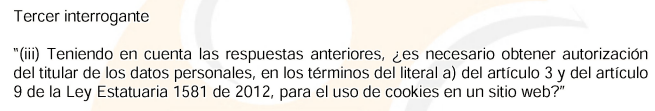 Tercer interrogante
"(iii) Teniendo en cuenta las respuestas anteriores, ¿es necesario obtener autorización
del titular de los datos personales, en los términos del literal a) del artículo 3 y del artículo
9 de la Ley Estatuaria 1581 de 2012, para el uso de cookies en un sitio web?"